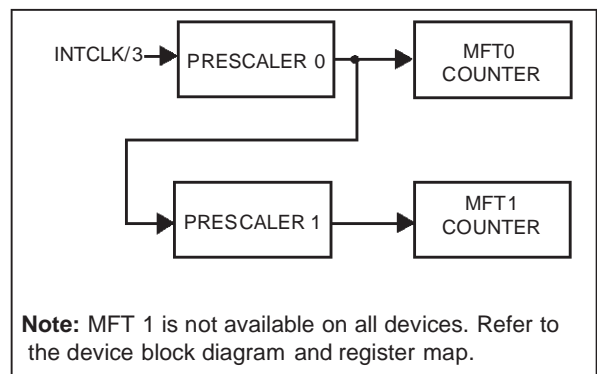 INTCLK/3
PRESCALER 0
MFT0
COUNTER
PRESCALER 1
MFT1
COUNTER
Note: MFT 1 is not available on all devices. Refer to
the device block diagram and register map.